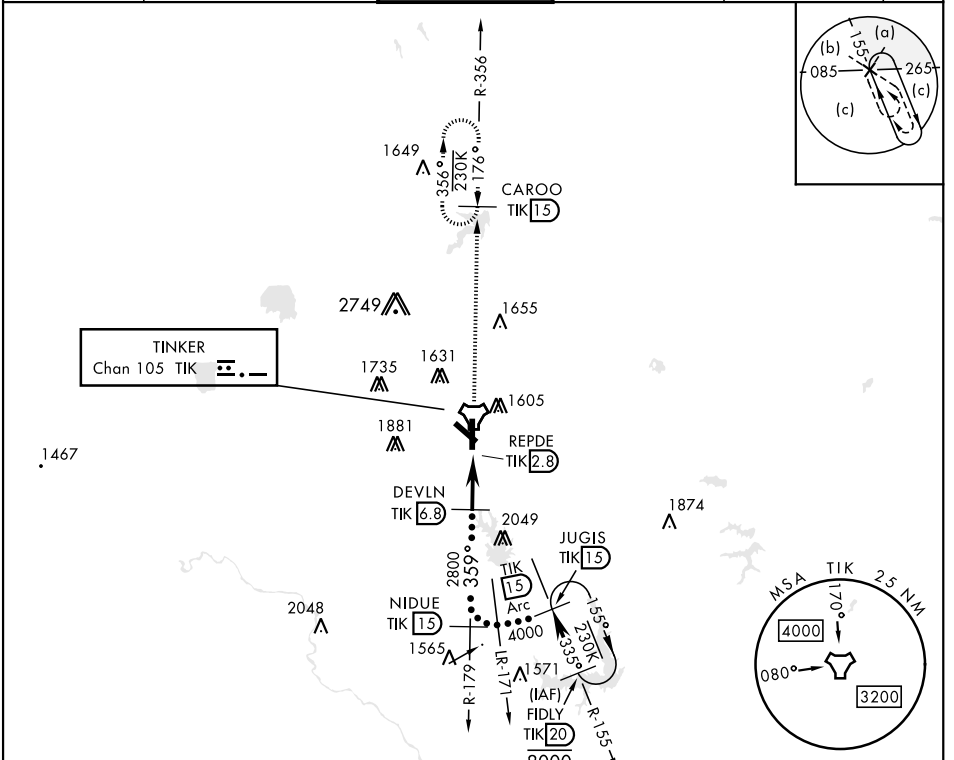 R-356
(a)
(b)
155
085
265
(c)
(c)
1649
356°
230K
176°
CAROO
TIK 15
2749
1655
TINKER
Chan 105 TIK
1735
1631
1605
1881
REPDE
TIK 2.8
1467
DEVLN
TIK 6.8
1874
2049
2800
359°
JUGIS
TIK 15
TIK
15
Arc
4000
NIDUE
TIK 15
2048
1565
155°
230K
335°
1571
R-179
LR-171
(IAF)
FIDLY
TIK 20
8000
R-155
MSA TIK 25 NM
170°
4000
080°
3200